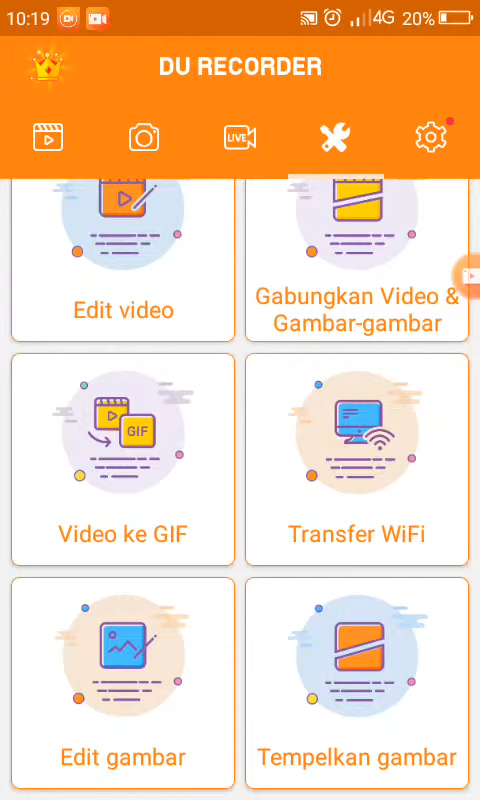 10:19
4G 20%
DU RECORDER
LIVE
Edit video
Gabungkan Video &
Gambar-gambar
GIF
Video ke GIF
Transfer WiFi
Edit gambar
Tempelkan gambar